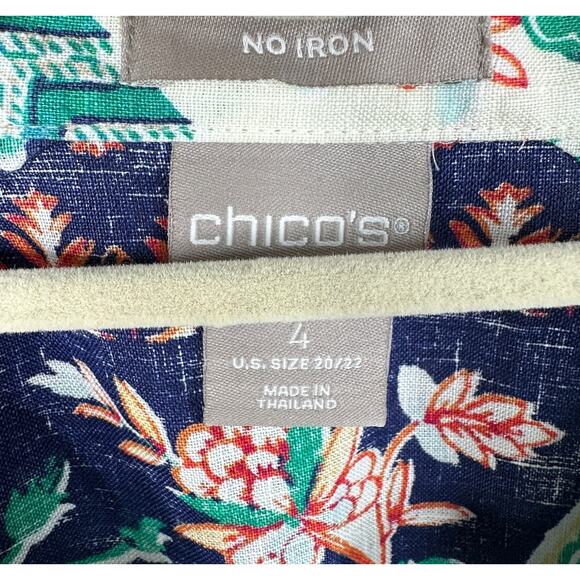 NO IRON
chico's®
4
U.S. SIZE 20/22
MADE IN
THAILAND